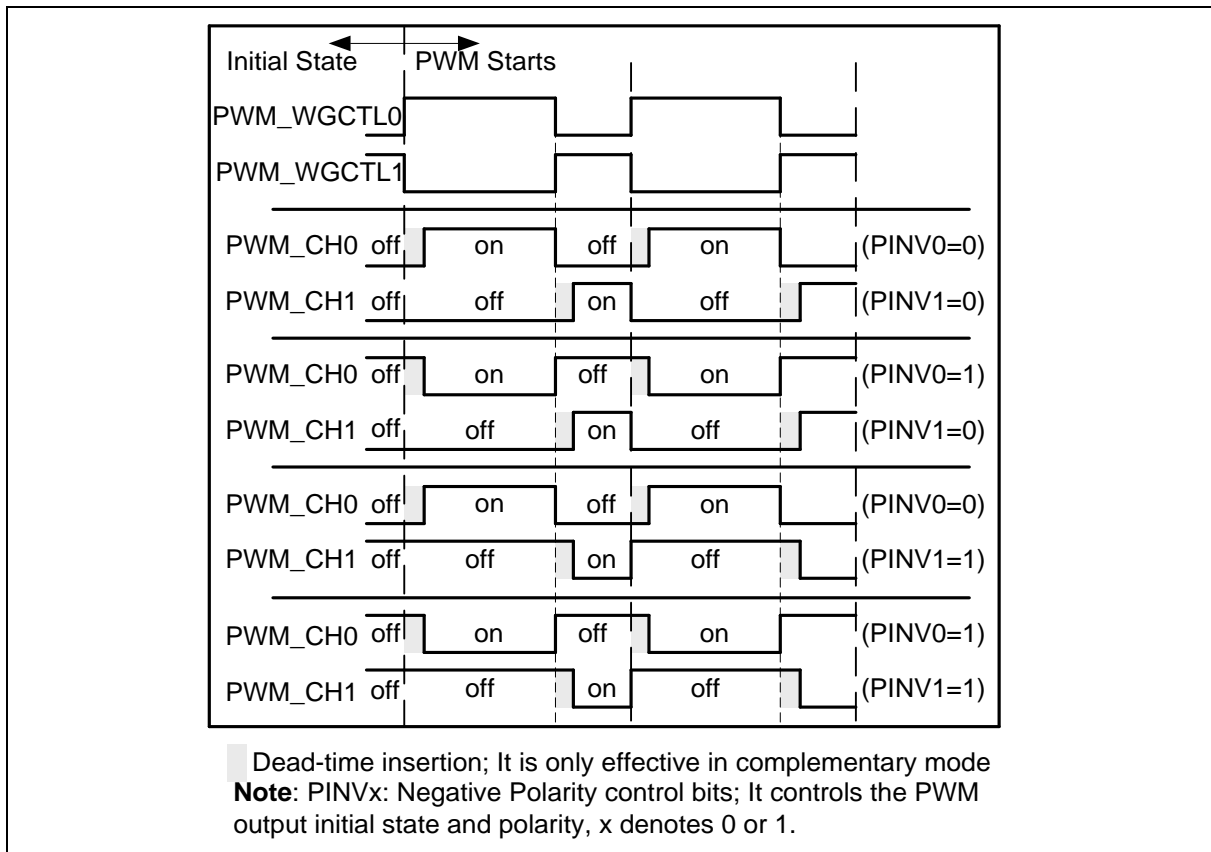 Initial State PWM Starts
PWM_WGCTL0
PWM_WGCTL1
PWM_CH0 off on off on (PINV0=0)
PWM_CH1 off off on off (PINV1=0)
PWM_CH0 off on off on (PINV0=1)
PWM_CH1 off off on off (PINV1=0)
PWM_CH0 off on off on (PINV0=0)
PWM_CH1 off off on off (PINV1=1)
PWM_CH0 off on off on (PINV0=1)
PWM_CH1 off off on off (PINV1=1)
Dead-time insertion; It is only effective in complementary mode
Note: PINVx: Negative Polarity control bits; It controls the PWM
output initial state and polarity, x denotes 0 or 1.